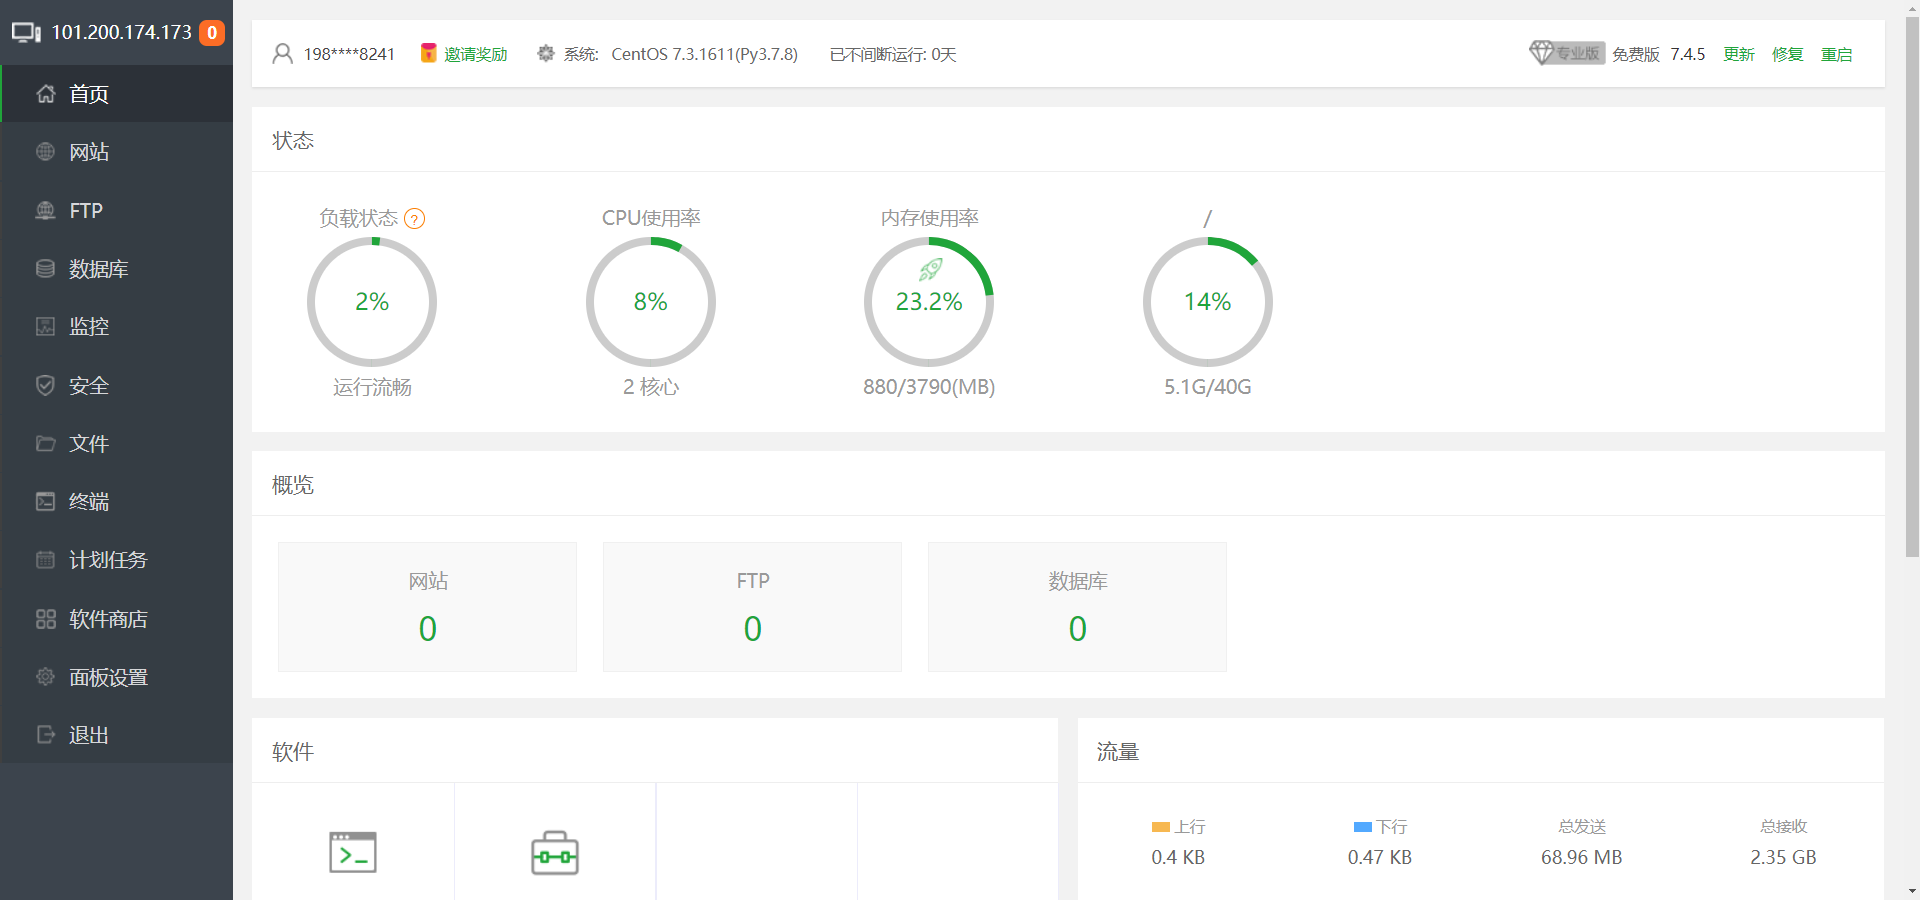 101.200.174.173 0
首页
网站
FTP
数据库
监控
安全
文件
终端
计划任务
软件商店
面板设置
退出
198****8241 邀请奖励 系统: CentOS 7.3.1611(Py3.7.8) 已不间断运行: 0天 专业版 免费版 7.4.5 更新 修复 重启
状态
负载状态 ? CPU使用率 内存使用率 /
2% 8% 23.2% 14%
运行流畅 2 核心 880/3790(MB) 5.1G/40G
概览
网站 FTP 数据库
0 0 0
软件
流量
上行 下行 总发送 总接收
0.4 KB 0.47 KB 68.96 MB 2.35 GB